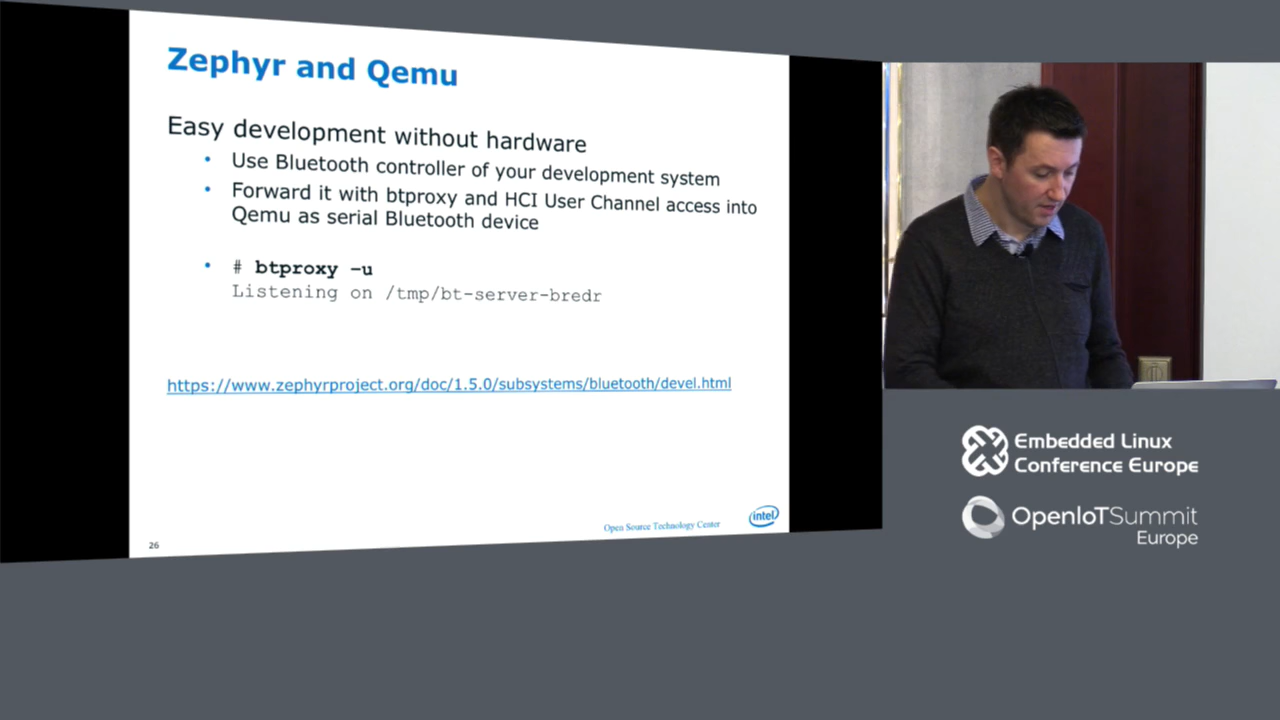 Zephyr and Qemu
Easy development without hardware
• Use Bluetooth controller of your development system
• Forward it with btproxy and HCI User Channel access into
Qemu as serial Bluetooth device
• # btproxy –u
Listening on /tmp/bt-server-bredr
https://www.zephyrproject.org/doc/1.5.0/subsystems/bluetooth/devel.html
Open Source Technology Center
intel
26
Embedded Linux
Conference Europe
OpenIoTSummit
Europe